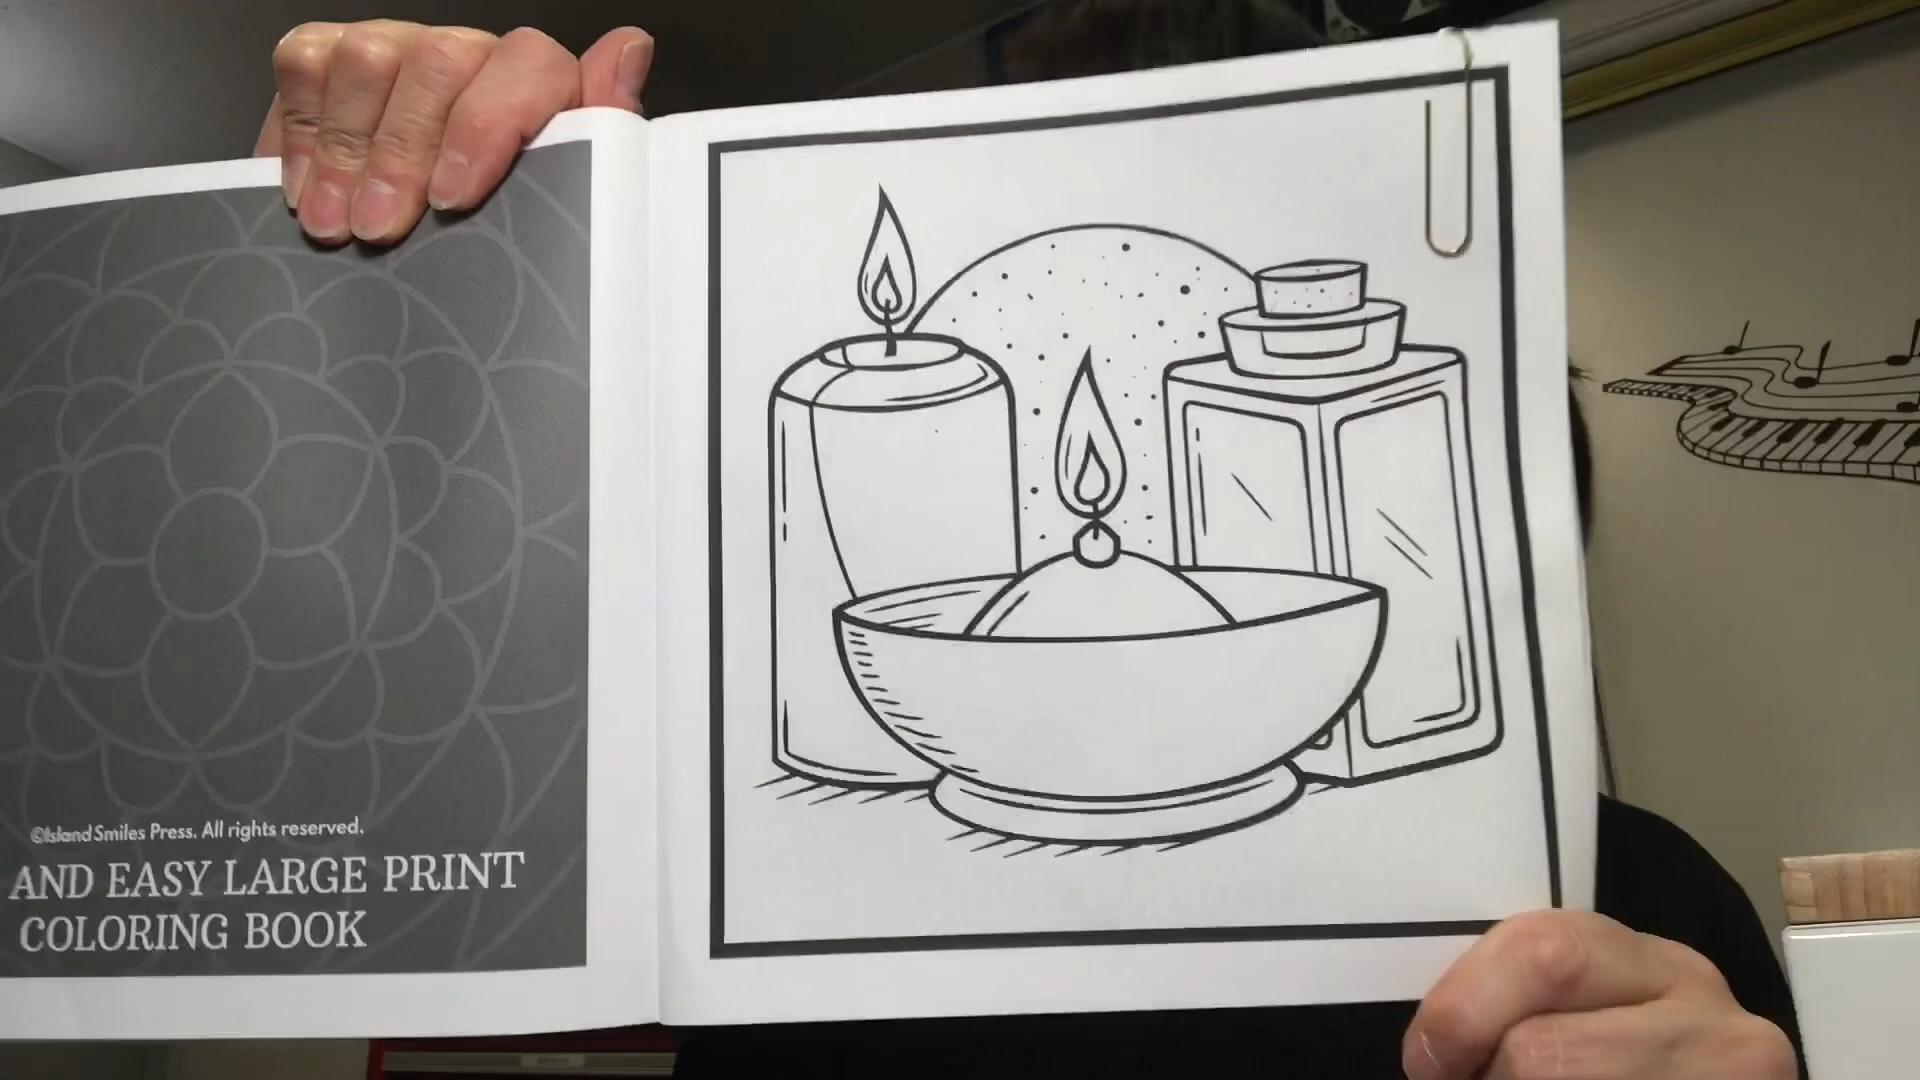 ©Island Smiles Press. All rights reserved.
AND EASY LARGE PRINT
COLORING BOOK